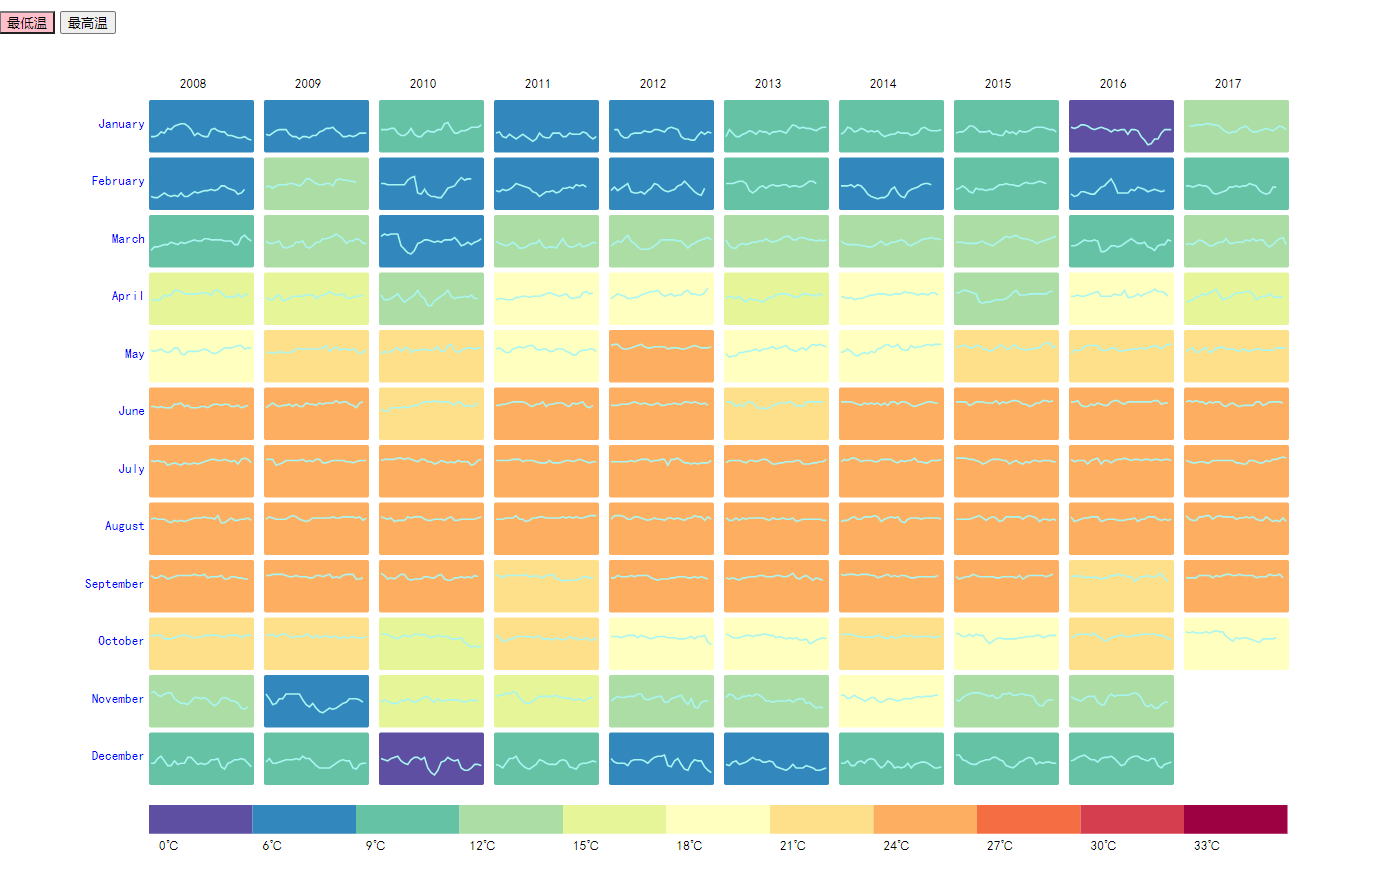 最低温 最高温
2008 2009 2010 2011 2012 2013 2014 2015 2016 2017
January
February
March
April
May
June
July
August
September
October
November
December
0℃ 6℃ 9℃ 12℃ 15℃ 18℃ 21℃ 24℃ 27℃ 30℃ 33℃